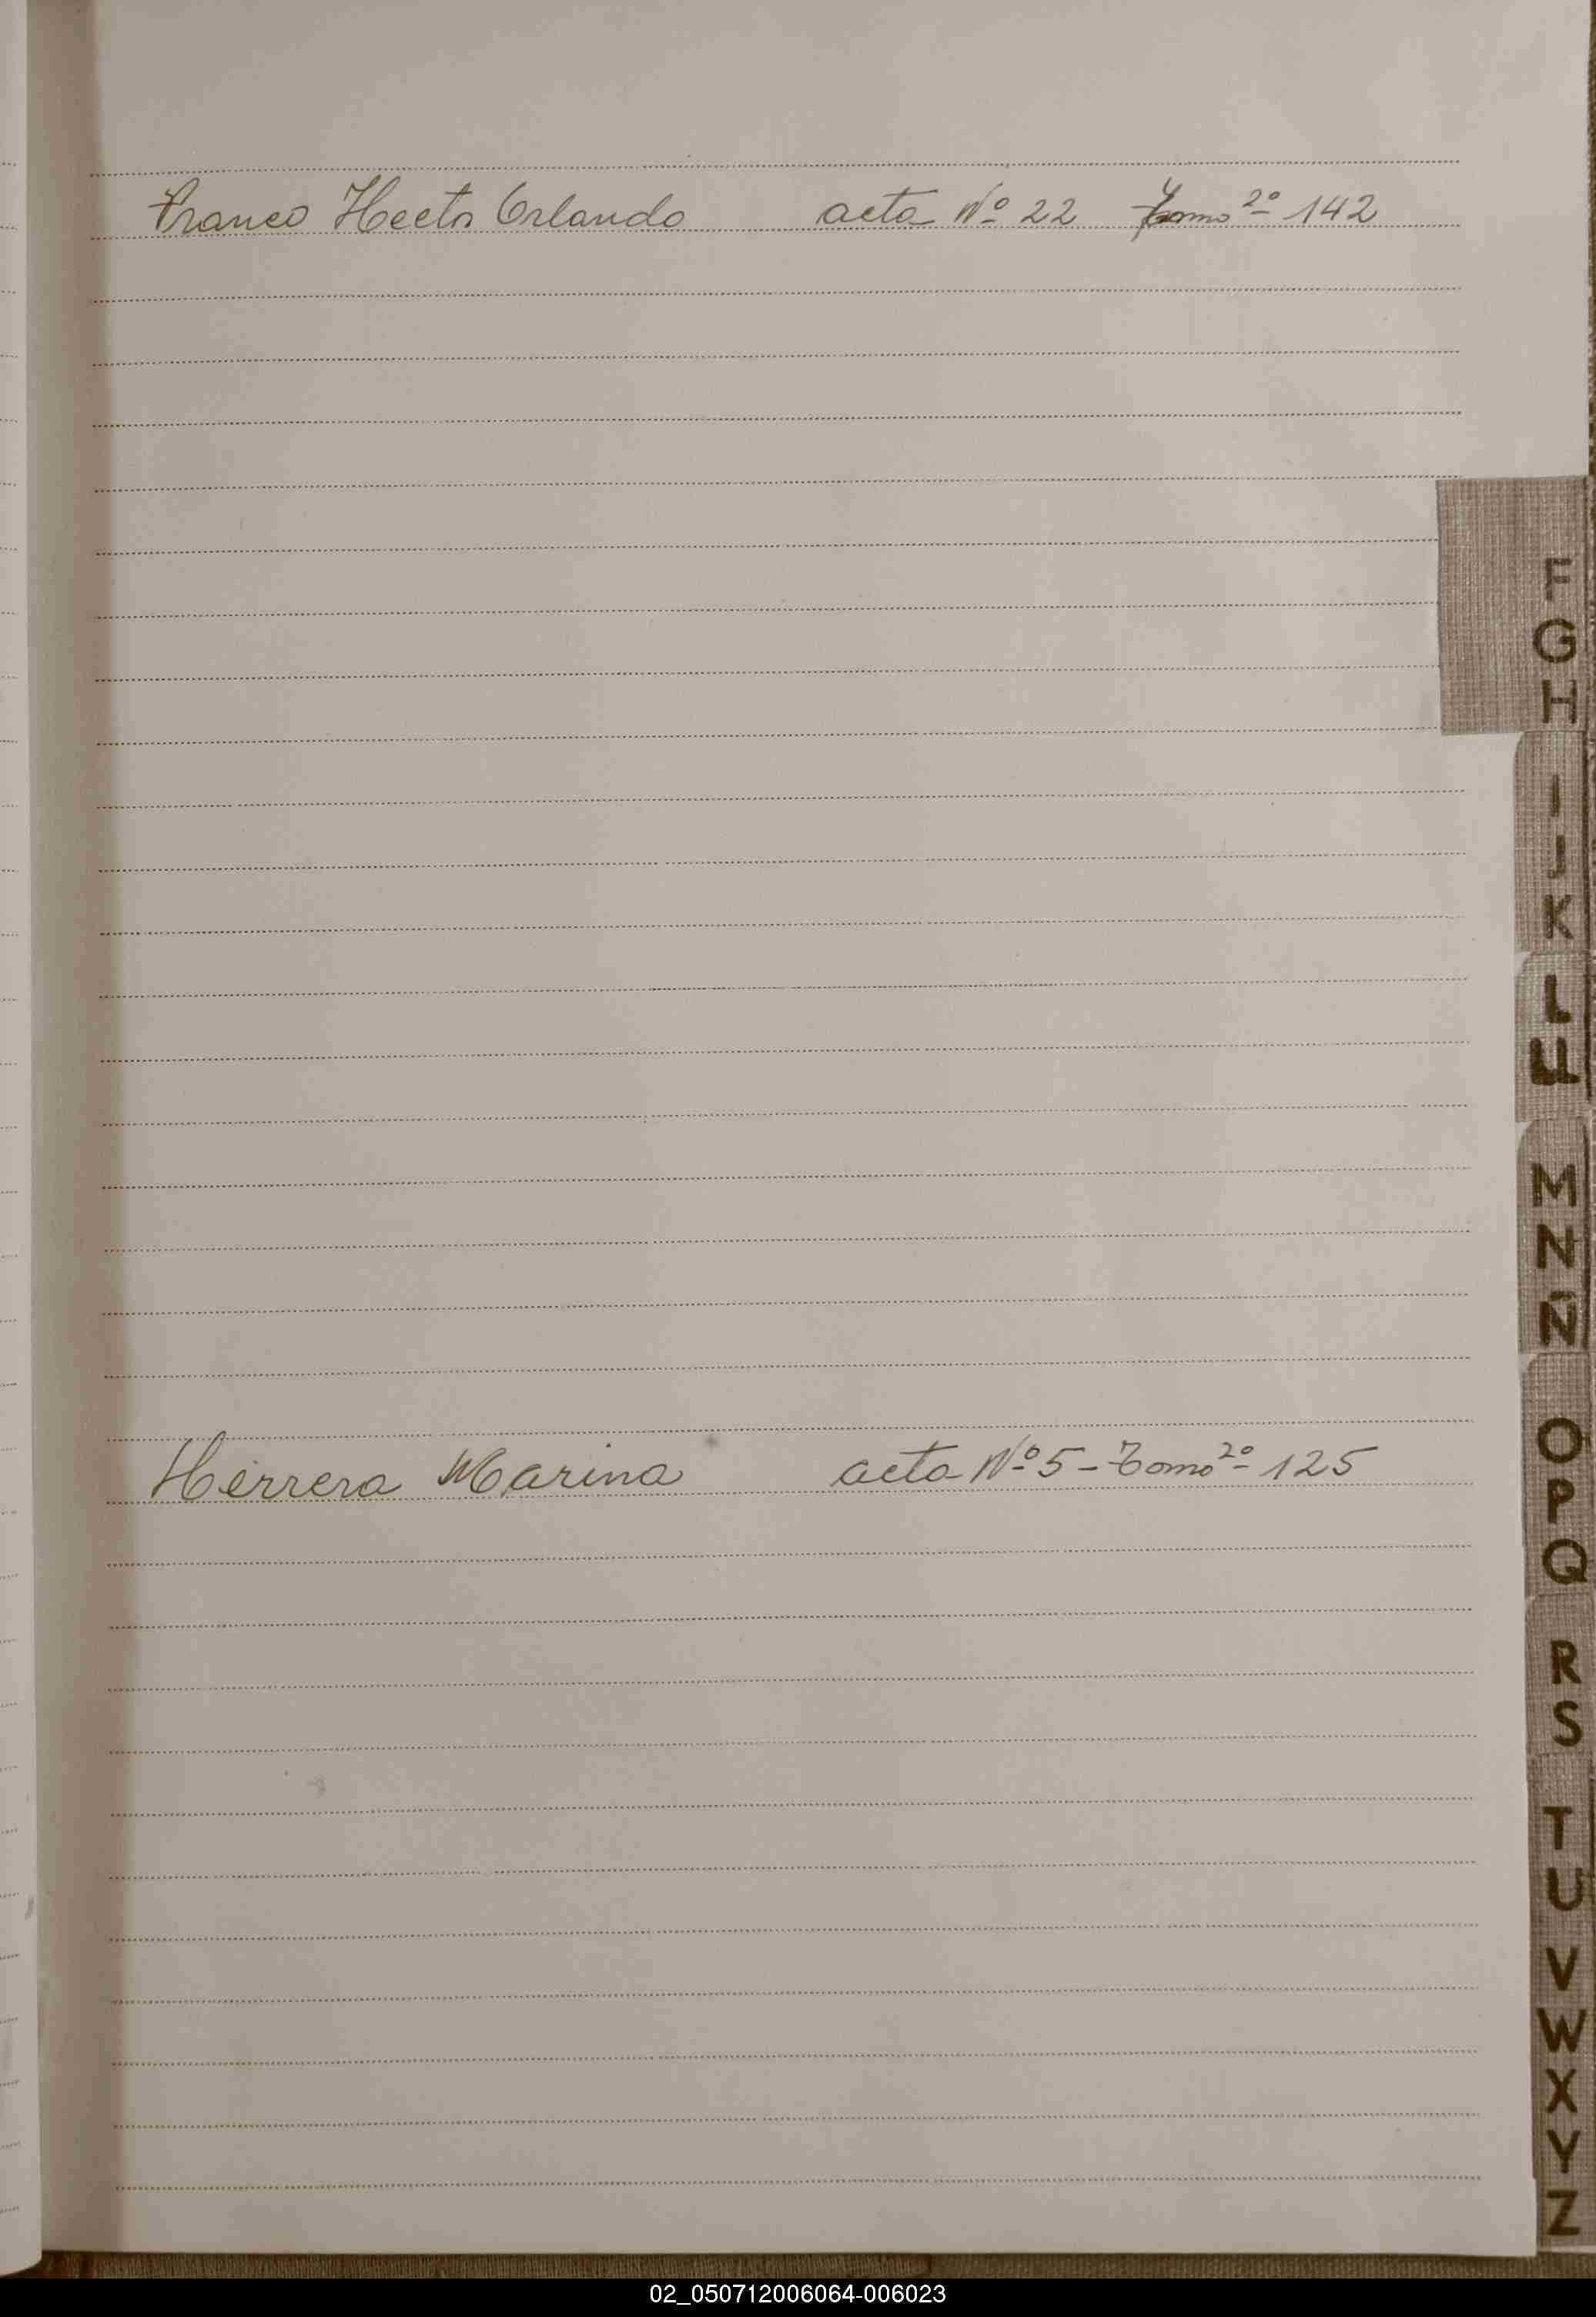 Franco Hector Orlando acta Nº 22 Tomo 2º 142
Herrera Marina acta Nº 5 - Tomo 2º 125
F
G
H
I
J
K
L
LL
M
N
Ñ
O
P
Q
R
S
T
U
V
W
X
Y
Z
02_050712006064-006023